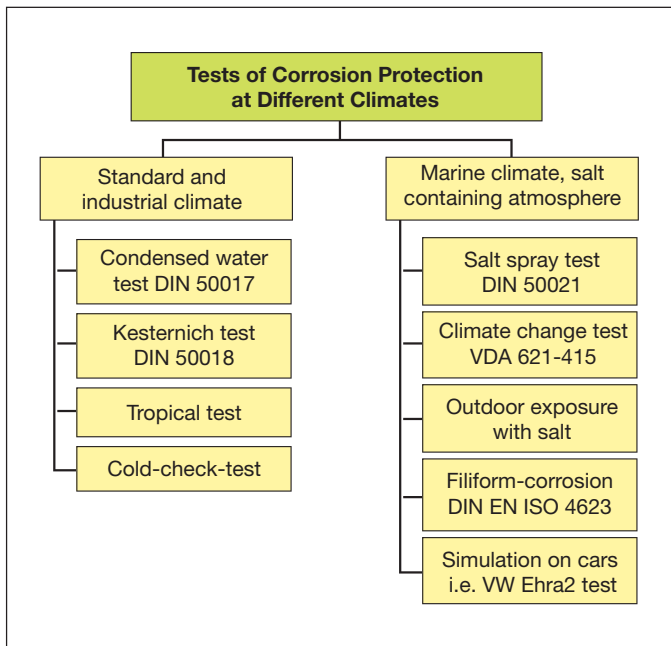 Tests of Corrosion Protection
at Different Climates
Standard and
industrial climate
Condensed water
test DIN 50017
Kesternich test
DIN 50018
Tropical test
Cold-check-test
Marine climate, salt
containing atmosphere
Salt spray test
DIN 50021
Climate change test
VDA 621-415
Outdoor exposure
with salt
Filiform-corrosion
DIN EN ISO 4623
Simulation on cars
i.e. VW Ehra2 test